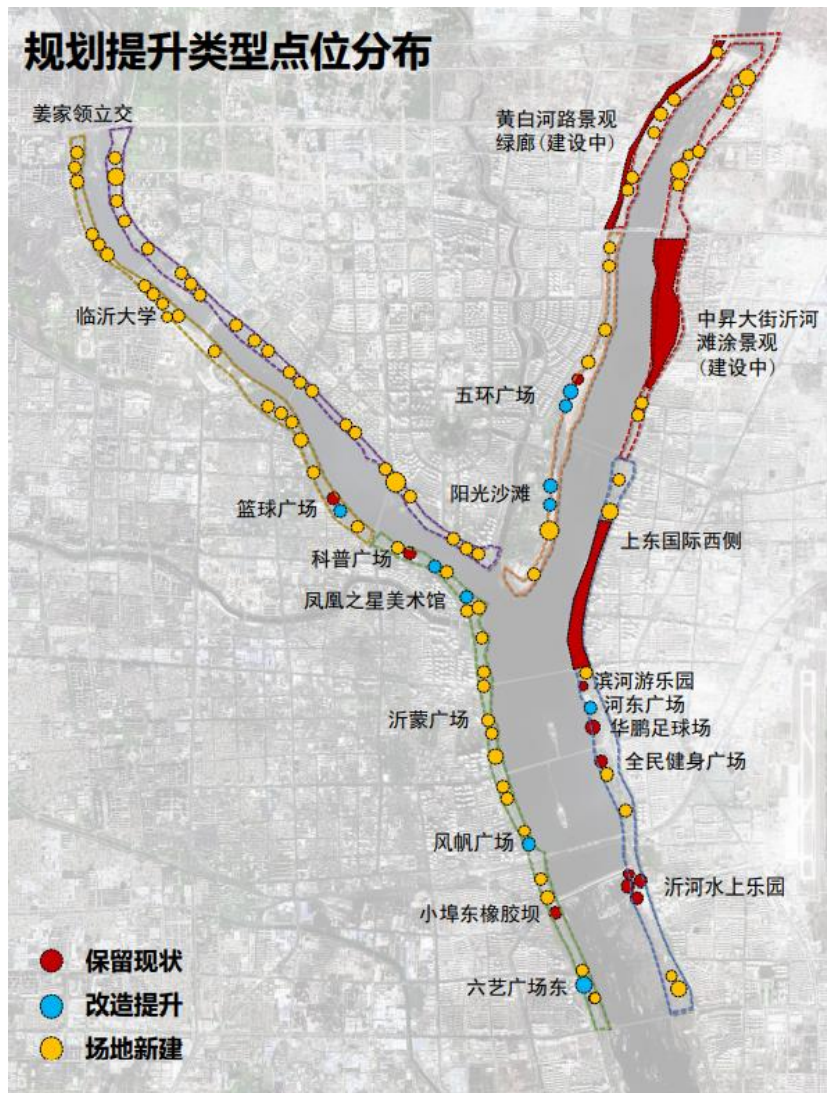 规划提升类型点位分布
姜家领立交
黄白河路景观
绿廊(建设中)
临沂大学
中昇大街沂河
滩涂景观
(建设中)
五环广场
阳光沙滩
篮球广场
上东国际西侧
科普广场
凤凰之星美术馆
滨河游乐园
河东广场
沂蒙广场
华鹏足球场
全民健身广场
风帆广场
沂河水上乐园
小埠东橡胶坝
保留现状
六艺广场东
改造提升
场地新建